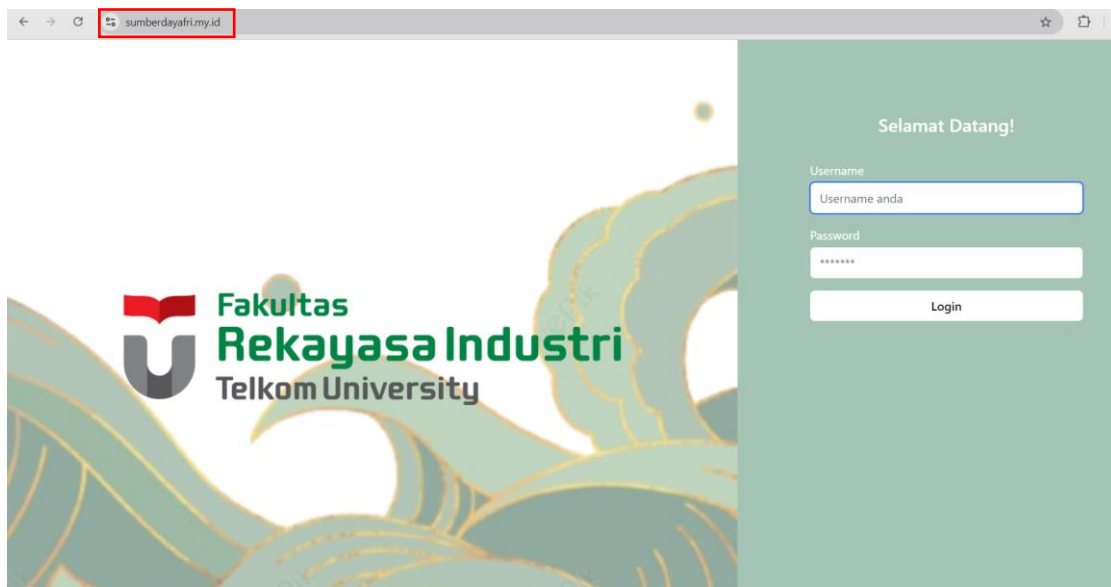 sumberdayafri.my.id
Selamat Datang!
Username
Username anda
Password
*******
Login
Fakultas
Rekayasa Industri
Telkom University